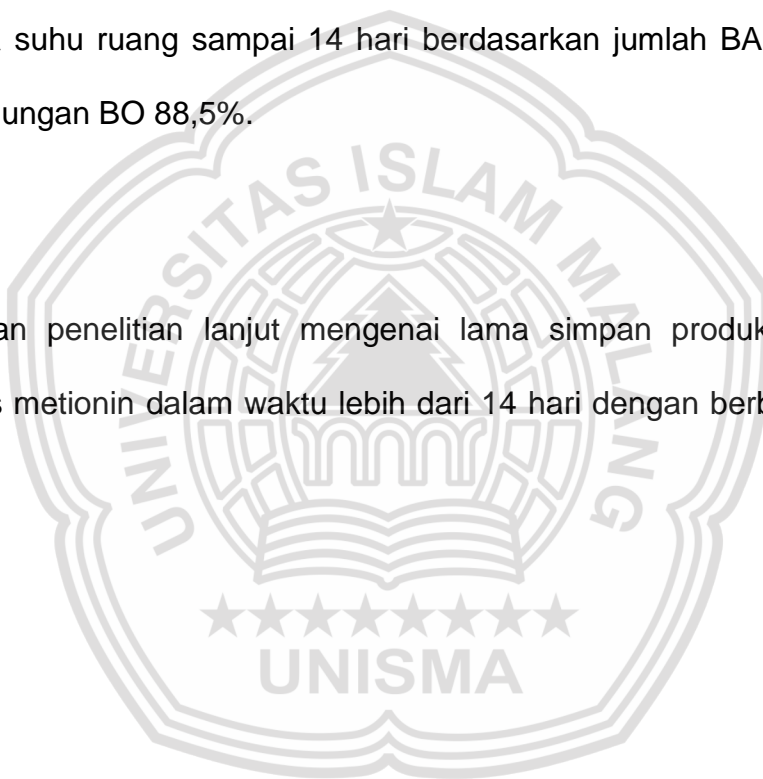 suhu ruang sampai 14 hari berdasarkan jumlah BA
ungan BO 88,5%.
UNIVERSITAS ISLAM MALANG
an penelitian lanjut mengenai lama simpan produk
s metionin dalam waktu lebih dari 14 hari dengan berb
UNISMA